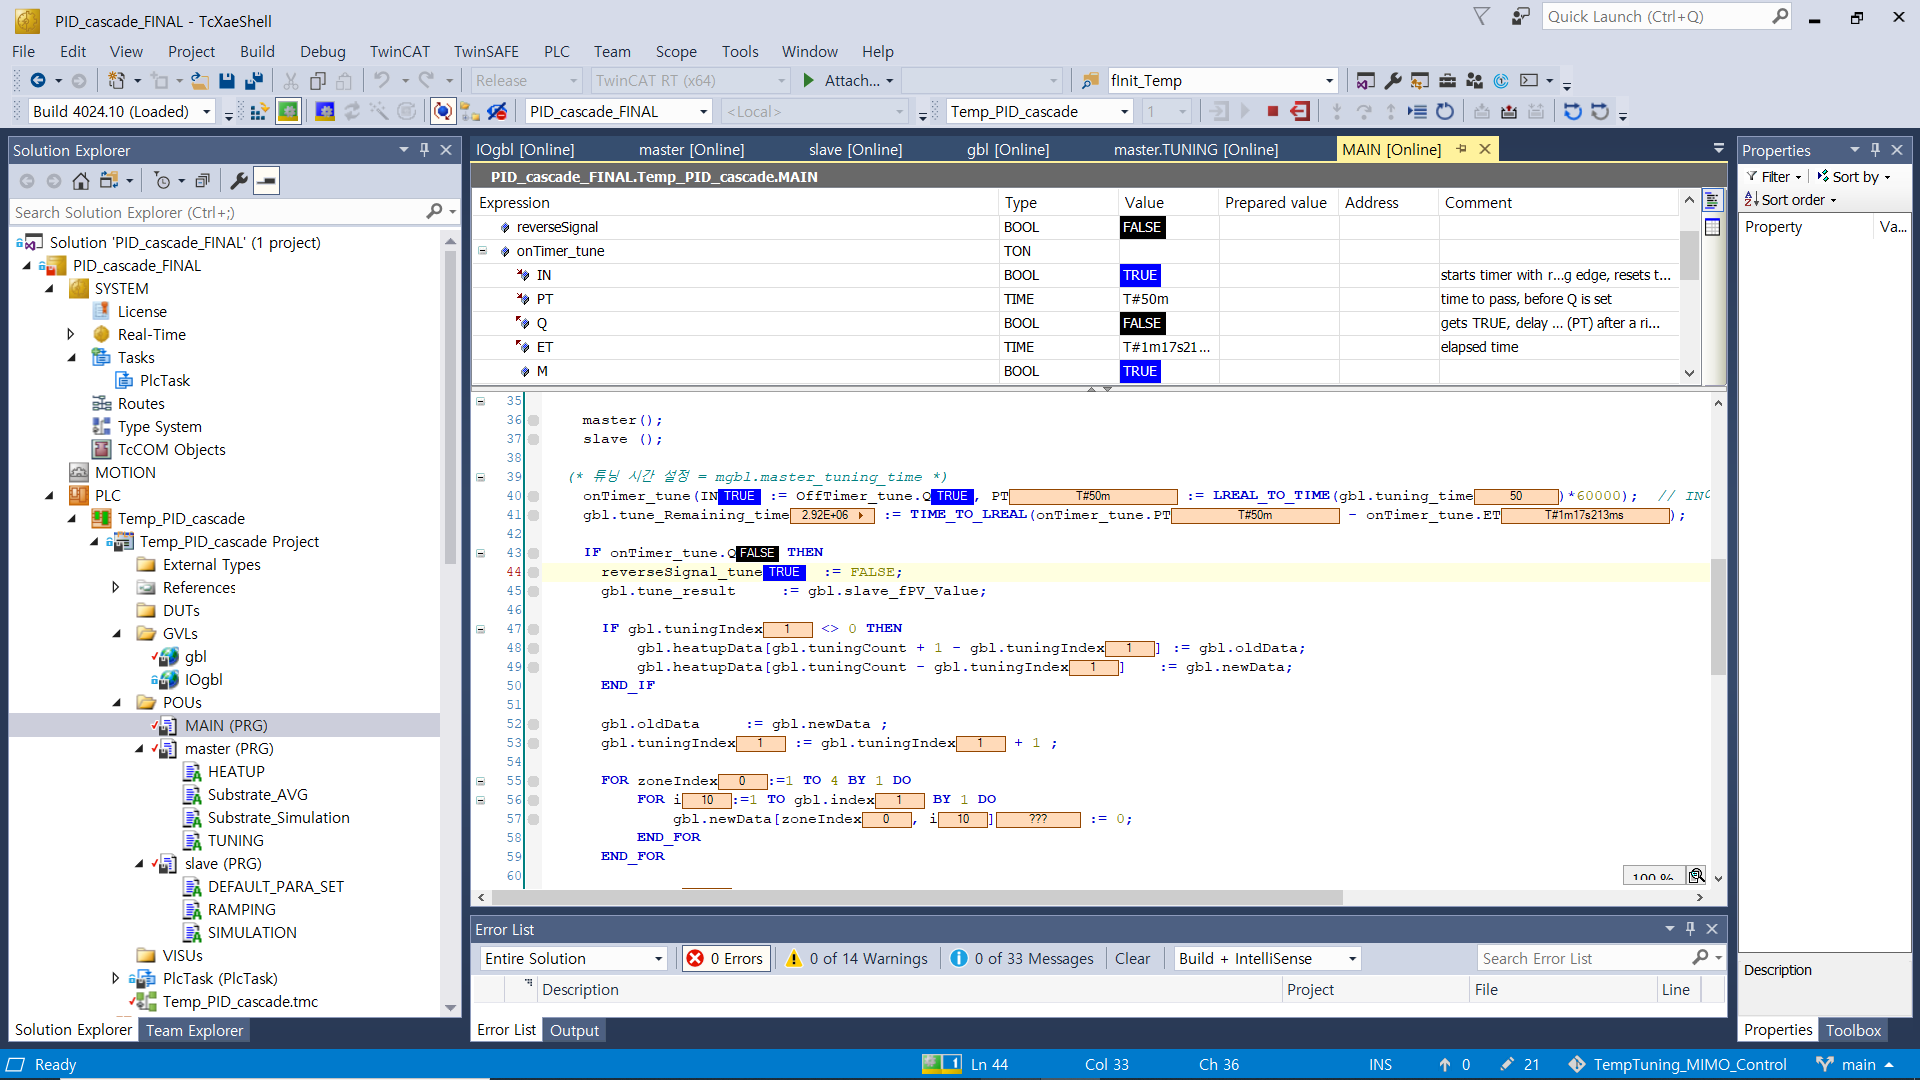 PID_cascade_FINAL - TcXaeShell
Quick Launch (Ctrl+Q)
File Edit View Project Build Debug TwinCAT TwinSAFE PLC Team Scope Tools Window Help
Release TwinCAT RT (x64) Attach... fInit_Temp
Build 4024.10 (Loaded) PID_cascade_FINAL <Local> Temp_PID_cascade 1
Solution Explorer
Search Solution Explorer (Ctrl+;)
Solution 'PID_cascade_FINAL' (1 project)
PID_cascade_FINAL
SYSTEM
License
Real-Time
Tasks
PlcTask
Routes
Type System
TcCOM Objects
MOTION
PLC
Temp_PID_cascade
Temp_PID_cascade Project
External Types
References
DUTs
GVLs
gbl
IOgbl
POUs
MAIN (PRG)
master (PRG)
HEATUP
Substrate_AVG
Substrate_Simulation
TUNING
slave (PRG)
DEFAULT_PARA_SET
RAMPING
SIMULATION
VISUs
PlcTask (PlcTask)
Temp_PID_cascade.tmc
Solution Explorer Team Explorer
IOgbl [Online] master [Online] slave [Online] gbl [Online] master.TUNING [Online] MAIN [Online]
PID_cascade_FINAL.Temp_PID_cascade.MAIN
Expression Type Value Prepared value Address Comment
reverseSignal BOOL FALSE
onTimer_tune TON
IN BOOL TRUE starts timer with r...g edge, resets t...
PT TIME T#50m time to pass, before Q is set
Q BOOL FALSE gets TRUE, delay ... (PT) after a ri...
ET TIME T#1m17s21... elapsed time
M BOOL TRUE
35
36 master();
37 slave ();
38
39 (* 튜닝 시간 설정 = mgbl.master_tuning_time *)
40 onTimer_tune(IN TRUE := OffTimer_tune.Q TRUE , PT T#50m := LREAL_TO_TIME(gbl.tuning_time 50 )*60000); // IN
41 gbl.tune_Remaining_time 2.92E+06 := TIME_TO_LREAL(onTimer_tune.PT T#50m - onTimer_tune.ET T#1m17s213ms );
42
43 IF onTimer_tune.Q FALSE THEN
44 reverseSignal_tune TRUE := FALSE;
45 gbl.tune_result := gbl.slave_fPV_Value;
46
47 IF gbl.tuningIndex 1 <> 0 THEN
48 gbl.heatupData[gbl.tuningCount + 1 - gbl.tuningIndex 1 ] := gbl.oldData;
49 gbl.heatupData[gbl.tuningCount - gbl.tuningIndex 1 ] := gbl.newData;
50 END_IF
51
52 gbl.oldData := gbl.newData ;
53 gbl.tuningIndex 1 := gbl.tuningIndex 1 + 1 ;
54
55 FOR zoneIndex 0 :=1 TO 4 BY 1 DO
56 FOR i 10 :=1 TO gbl.index 1 BY 1 DO
57 gbl.newData[zoneIndex 0 , i 10 ] ??? := 0;
58 END_FOR
59 END_FOR
60
100 %
Error List
Entire Solution 0 Errors 0 of 14 Warnings 0 of 33 Messages Clear Build + IntelliSense Search Error List
Description Project File Line
Error List Output
Properties
Filter Sort by
Sort order
Property Va...
Description
Properties Toolbox
Ready 1 Ln 44 Col 33 Ch 36 INS 0 21 TempTuning_MIMO_Control main